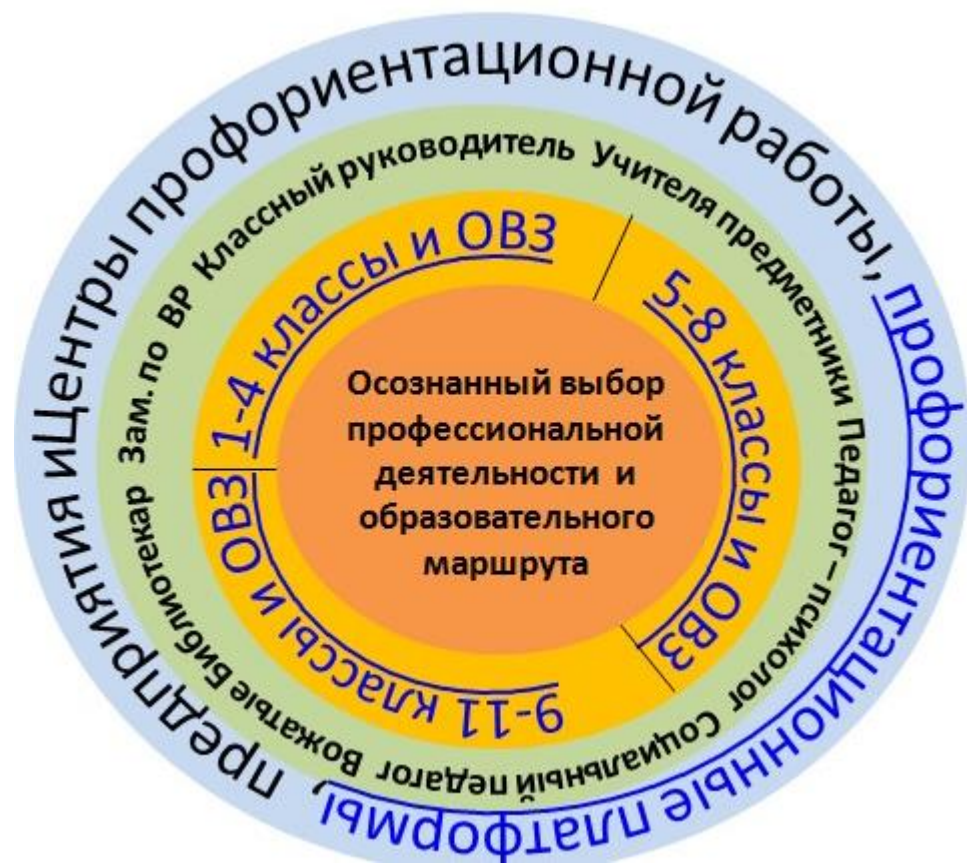 Центры профориентационной работы, профориентационные платформы, предприятия и
Классный руководитель Учителя предметники Педагог – психолог Социальный педагог Вожатые Библиотекар Зам. по ВР
1-4 классы и ОВЗ
5-8 классы и ОВЗ
9-11 классы и ОВЗ
Осознанный выбор
профессиональной
деятельности и
образовательного
маршрута